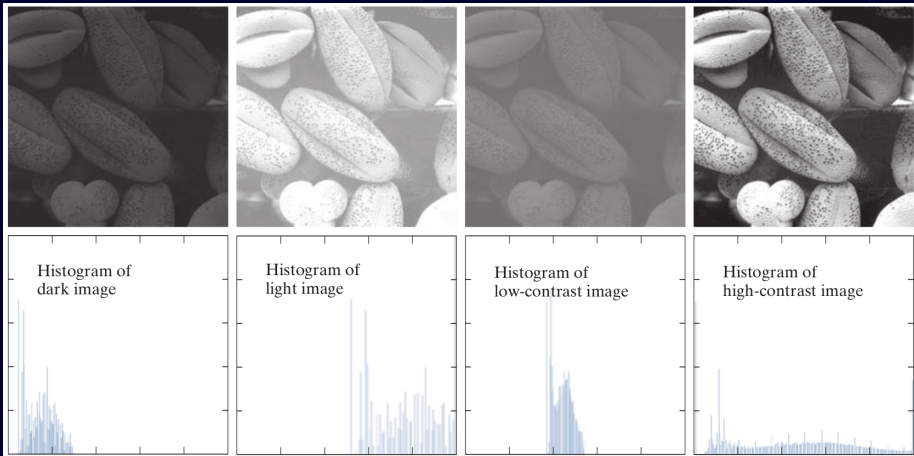 Histogram of
dark image
Histogram of
light image
Histogram of
low-contrast image
Histogram of
high-contrast image